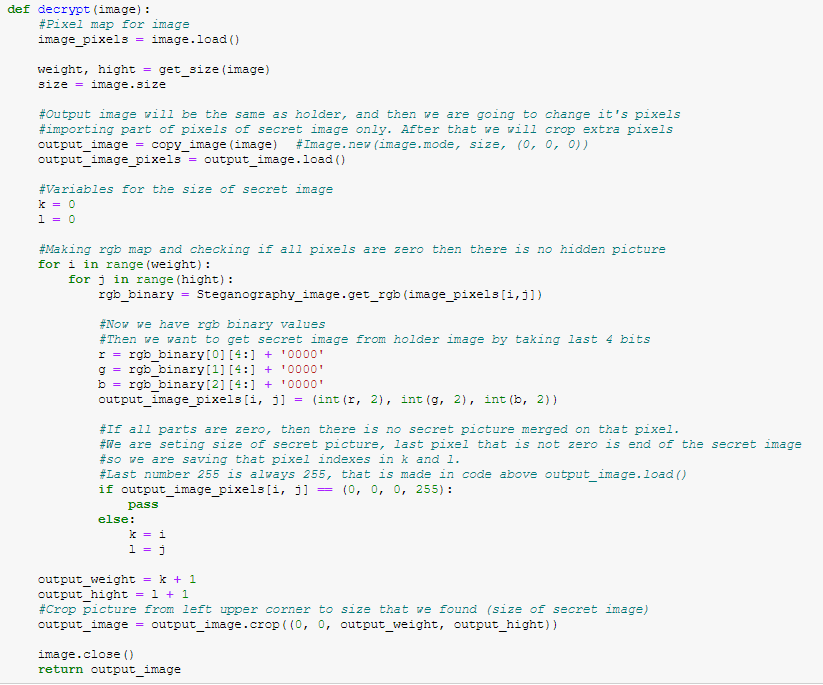 def decrypt(image):
    #Pixel map for image
    image_pixels = image.load()

    weight, hight = get_size(image)
    size = image.size

    #Output image will be the same as holder, and then we are going to change it's pixels
    #importing part of pixels of secret image only. After that we will crop extra pixels
    output_image = copy_image(image)  #Image.new(image.mode, size, (0, 0, 0))
    output_image_pixels = output_image.load()

    #Variables for the size of secret image
    k = 0
    l = 0

    #Making rgb map and checking if all pixels are zero then there is no hidden picture
    for i in range(weight):
        for j in range(hight):
            rgb_binary = Steganography_image.get_rgb(image_pixels[i,j])

            #Now we have rgb binary values
            #Then we want to get secret image from holder image by taking last 4 bits
            r = rgb_binary[0][4:] + '0000'
            g = rgb_binary[1][4:] + '0000'
            b = rgb_binary[2][4:] + '0000'
            output_image_pixels[i, j] = (int(r, 2), int(g, 2), int(b, 2))

            #If all parts are zero, then there is no secret picture merged on that pixel.
            #We are seting size of secret picture, last pixel that is not zero is end of the secret image
            #so we are saving that pixel indexes in k and l.
            #Last number 255 is always 255, that is made in code above output_image.load()
            if output_image_pixels[i, j] == (0, 0, 0, 255):
                pass
            else:
                k = i
                l = j

    output_weight = k + 1
    output_hight = l + 1
    #Crop picture from left upper corner to size that we found (size of secret image)
    output_image = output_image.crop((0, 0, output_weight, output_hight))

    image.close()
    return output_image